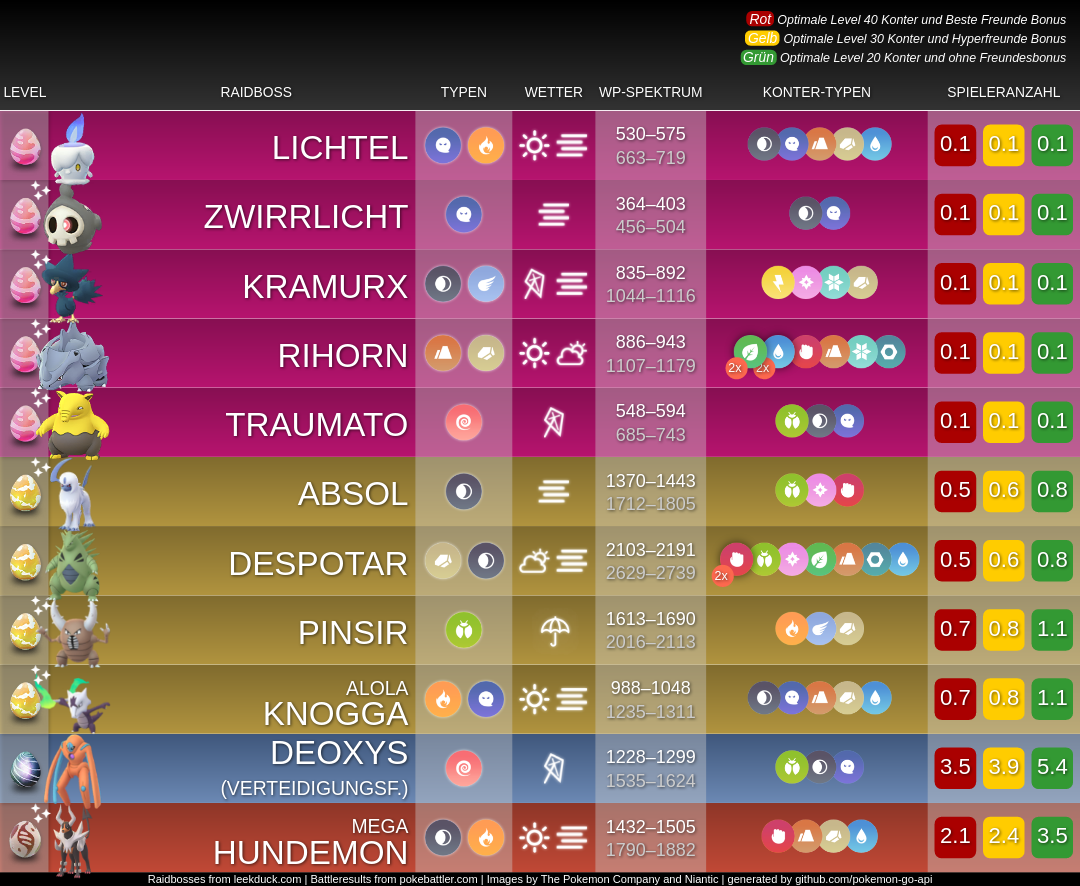 Rot Optimale Level 40 Konter und Beste Freunde Bonus
Gelb Optimale Level 30 Konter und Hyperfreunde Bonus
Grün Optimale Level 20 Konter und ohne Freundesbonus
LEVEL RAIDBOSS TYPEN WETTER WP-SPEKTRUM KONTER-TYPEN SPIELERANZAHL
LICHTEL 530–575 0.1 0.1 0.1
663–719
ZWIRRLICHT 364–403 0.1 0.1 0.1
456–504
KRAMURX 835–892 0.1 0.1 0.1
1044–1116
RIHORN 886–943 0.1 0.1 0.1
1107–1179
2x 2x
TRAUMATO 548–594 0.1 0.1 0.1
685–743
ABSOL 1370–1443 0.5 0.6 0.8
1712–1805
DESPOTAR 2103–2191 0.5 0.6 0.8
2629–2739
2x
PINSIR 1613–1690 0.7 0.8 1.1
2016–2113
ALOLA
KNOGGA 988–1048 0.7 0.8 1.1
1235–1311
DEOXYS
(VERTEIDIGUNGSF.) 1228–1299 3.5 3.9 5.4
1535–1624
MEGA
HUNDEMON 1432–1505 2.1 2.4 3.5
1790–1882
Raidbosses from leekduck.com | Battleresults from pokebattler.com | Images by The Pokemon Company and Niantic | generated by github.com/pokemon-go-api